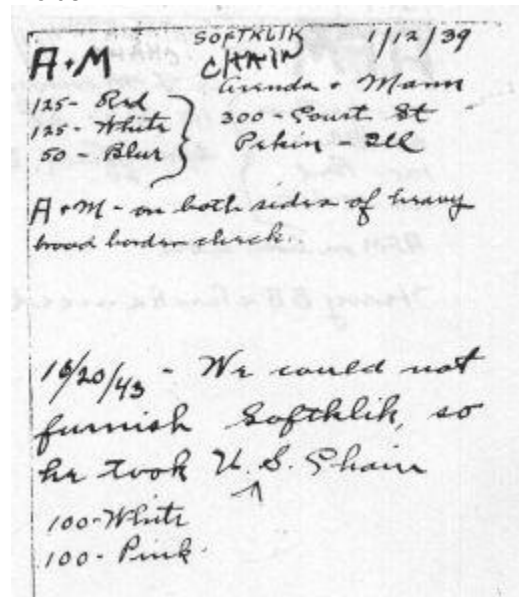 SOFTKLIK 1/12/39
A+M CHAIN
Arenda + Mann
125- Red
300- Court St
125- White
Pekin - Ill
50 - Blue
A+M - on both sides of heavy
broad border check.
10/20/43 - We could not
furnish Softklik, so
he took U.S. Chain
100-White
100- Pink.